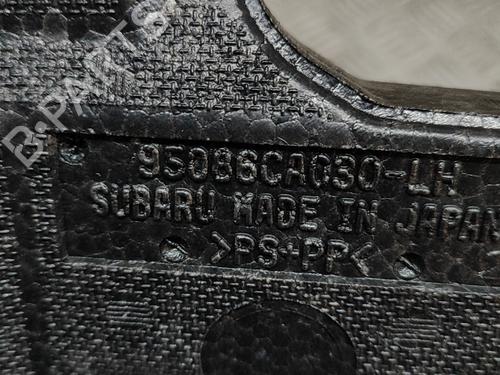 B-PARTS
95086CA030-LH
SUBARU MADE IN JAPAN
>PS+PP<